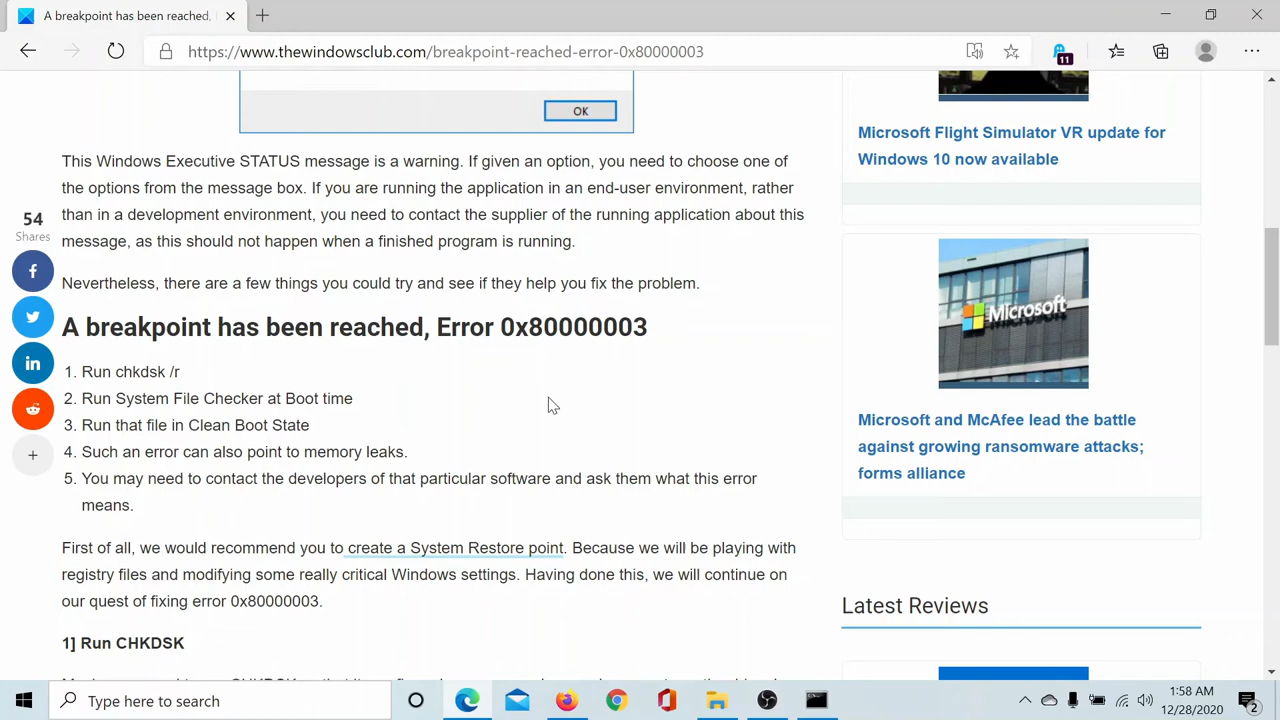 A breakpoint has been reached,
https://www.thewindowsclub.com/breakpoint-reached-error-0x80000003
11
OK
This Windows Executive STATUS message is a warning. If given an option, you need to choose one of
the options from the message box. If you are running the application in an end-user environment, rather
than in a development environment, you need to contact the supplier of the running application about this
message, as this should not happen when a finished program is running.
Nevertheless, there are a few things you could try and see if they help you fix the problem.
54
Shares
A breakpoint has been reached, Error 0x80000003
1. Run chkdsk /r
2. Run System File Checker at Boot time
3. Run that file in Clean Boot State
4. Such an error can also point to memory leaks.
5. You may need to contact the developers of that particular software and ask them what this error
means.
First of all, we would recommend you to create a System Restore point. Because we will be playing with
registry files and modifying some really critical Windows settings. Having done this, we will continue on
our quest of fixing error 0x80000003.
1] Run CHKDSK
Microsoft Flight Simulator VR update for
Windows 10 now available
Microsoft
Microsoft and McAfee lead the battle
against growing ransomware attacks;
forms alliance
Latest Reviews
Type here to search
1:58 AM
12/28/2020
2